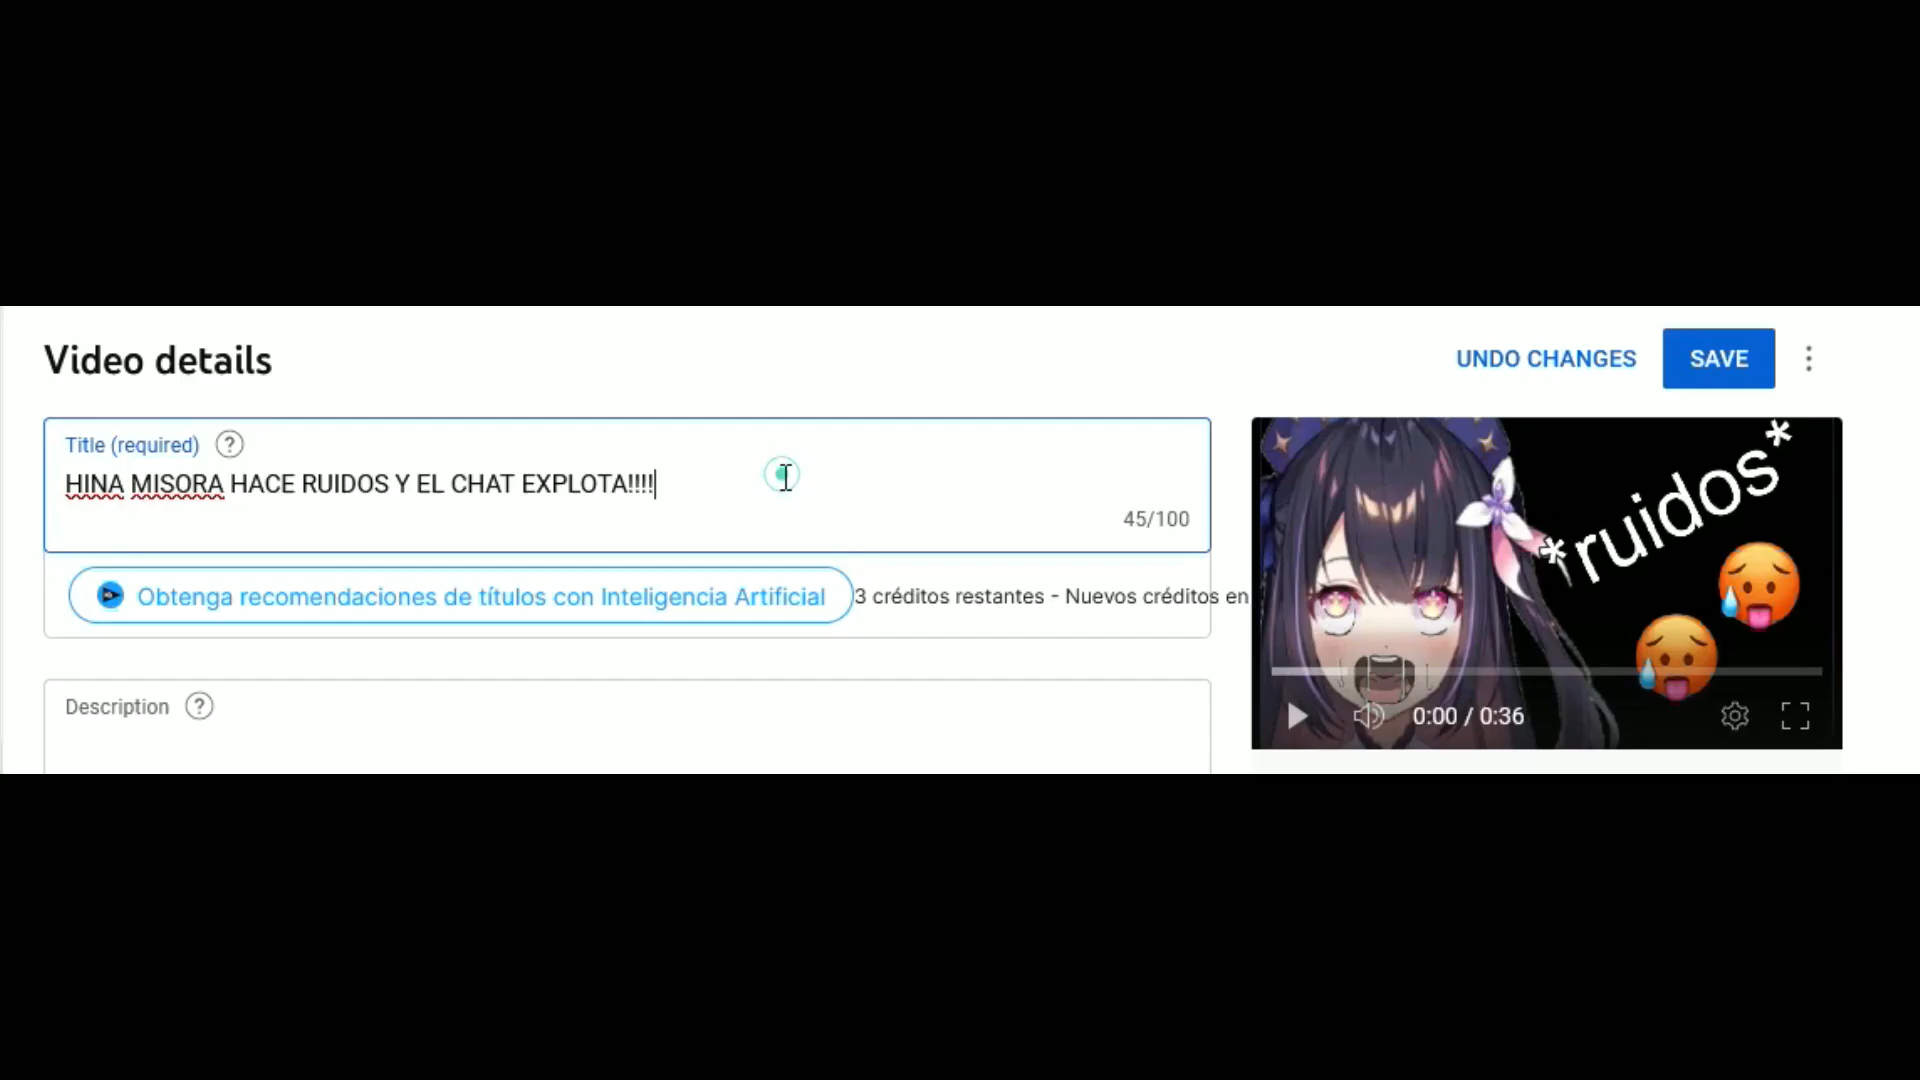 Video details
UNDO CHANGES
SAVE
Title (required) ?
HINA MISORA HACE RUIDOS Y EL CHAT EXPLOTA!!!!
45/100
Obtenga recomendaciones de títulos con Inteligencia Artificial
3 créditos restantes - Nuevos créditos en
Description ?
*ruidos*
0:00 / 0:36